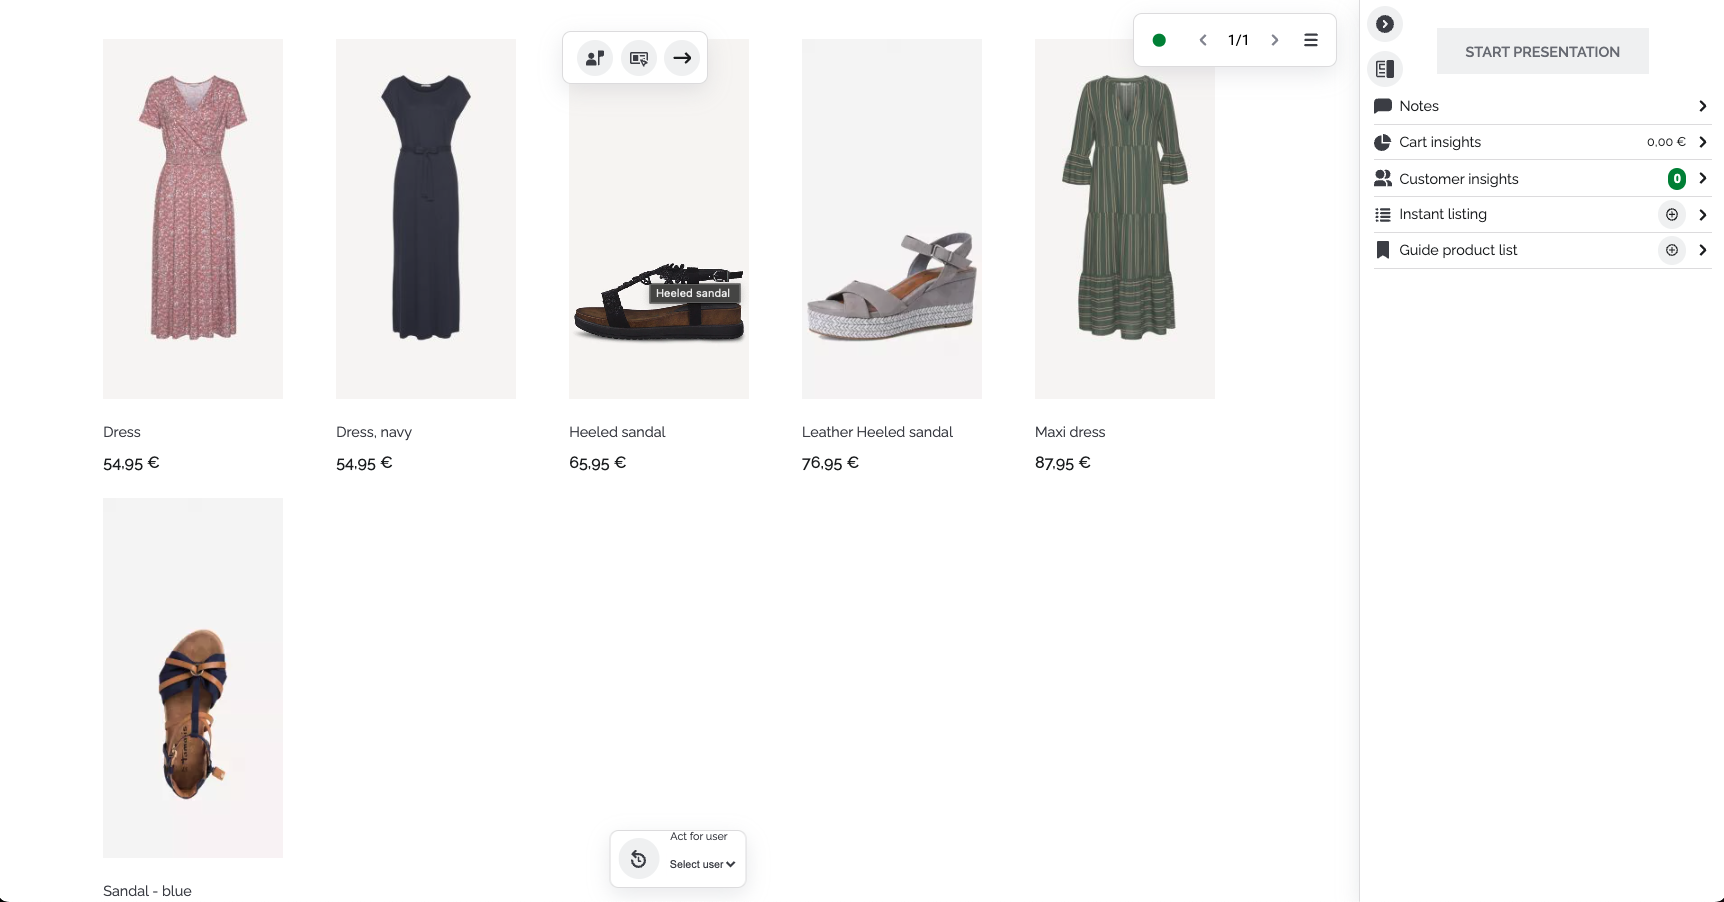 1/1
START PRESENTATION
Notes
Cart insights 0,00 €
Customer insights 0
Instant listing
Guide product list
Heeled sandal
Dress
54,95 €
Dress, navy
54,95 €
Heeled sandal
65,95 €
Leather Heeled sandal
76,95 €
Maxi dress
87,95 €
Tamaris
Act for user
Select user
Sandal - blue